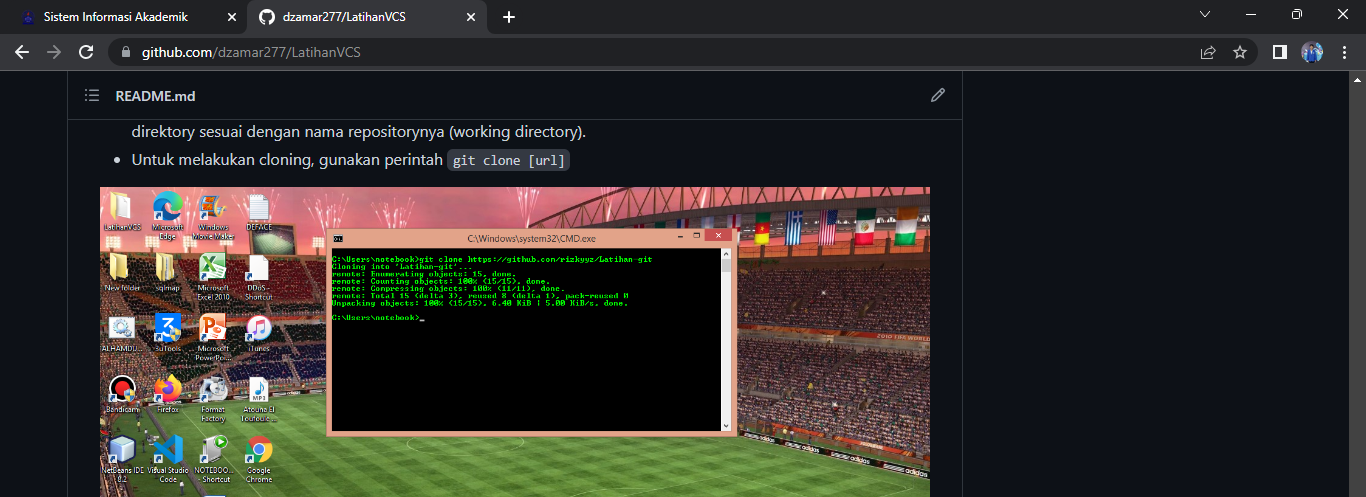 Sistem Informasi Akademik
dzamar277/LatihanVCS
github.com/dzamar277/LatihanVCS
README.md
direktory sesuai dengan nama repositorynya (working directory).
Untuk melakukan cloning, gunakan perintah git clone [url]
LatihanVCS
Microsoft Edge
Windows Movie Maker
DEFACE
C:\Windows\system32\CMD.exe
C:\Users\notebook>git clone https://github.com/rizkyyz/Latihan-git
Cloning into 'Latihan-git'...
remote: Enumerating objects: 15, done.
remote: Counting objects: 100% (15/15), done.
remote: Compressing objects: 100% (11/11), done.
remote: Total 15 (delta 3), reused 8 (delta 1), pack-reused 0
Unpacking objects: 100% (15/15), 6.40 KiB | 5.00 KiB/s, done.
C:\Users\notebook>_
New folder
sqlmap
Microsoft Excel 2010
DDoS - Shortcut
ALHAMDU...
3uTools
Microsoft PowerPoi...
iTunes
Bandicam
Firefox
Format Factory
MP3
Atouna El Toufoule...
NetBeans IDE 8.2
Visual Studio Code
NOTEBOO... - Shortcut
Google Chrome
adidas
adidas
adidas